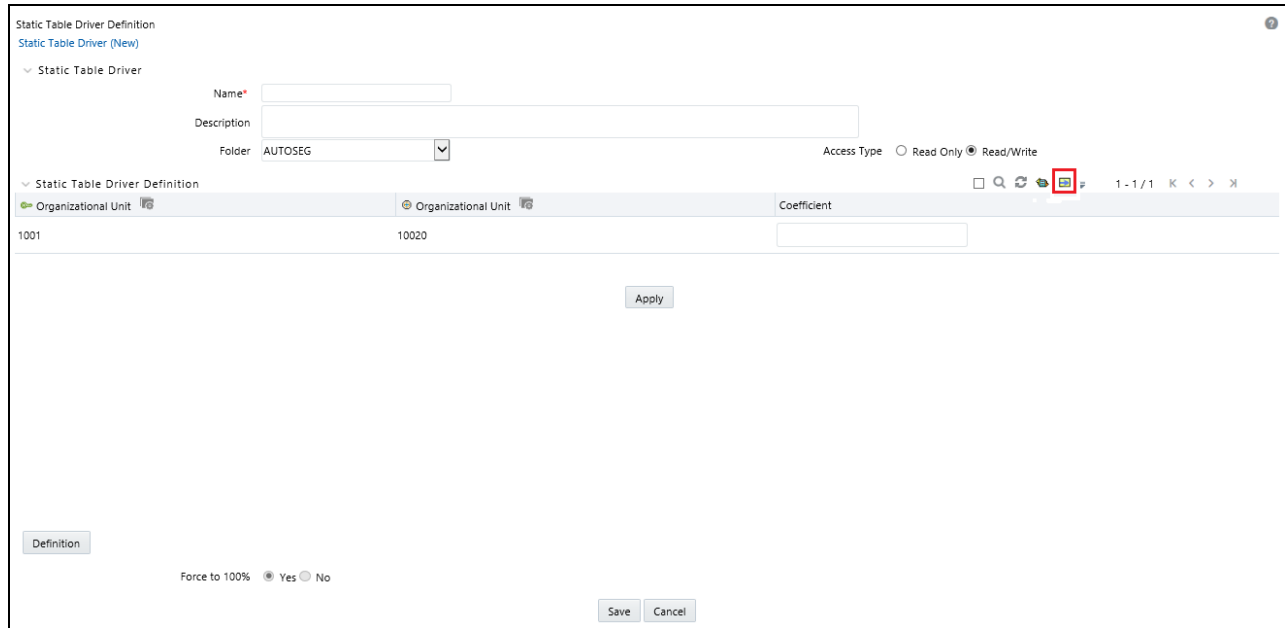 Static Table Driver Definition
Static Table Driver (New)
Static Table Driver
Name*
Description
Folder AUTOSEG Access Type Read Only Read/Write
Static Table Driver Definition 1 - 1 / 1
Organizational Unit Organizational Unit Coefficient
1001 10020
Apply
Definition
Force to 100% Yes No
Save Cancel